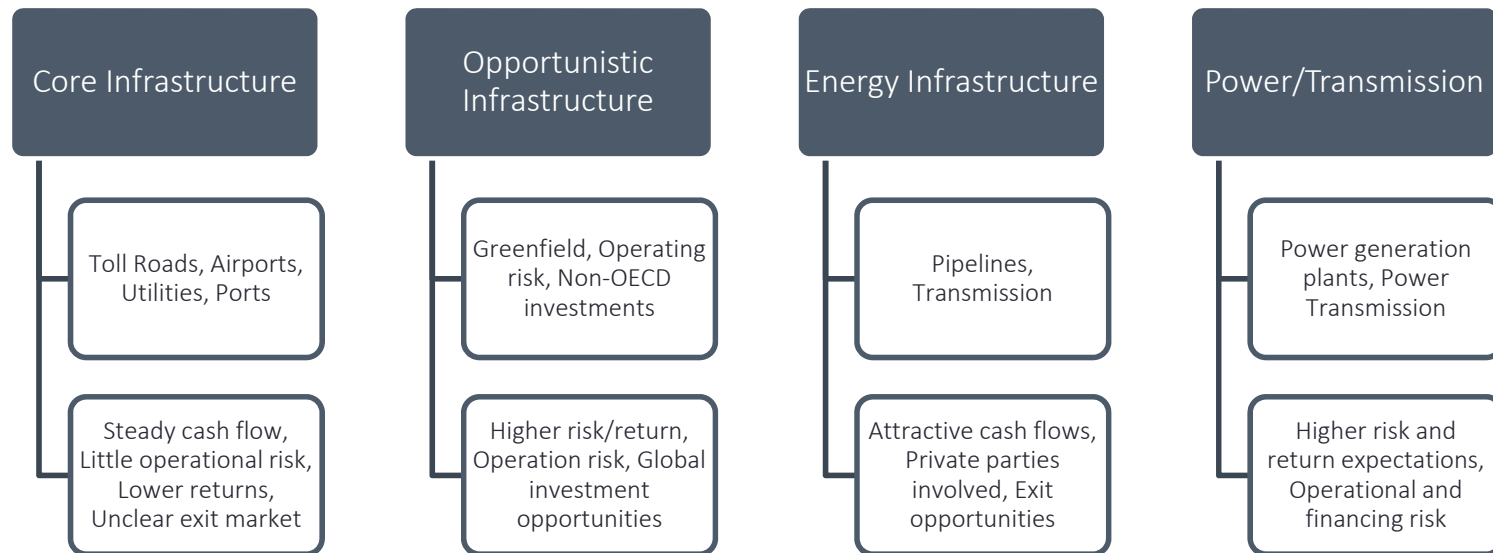 Core Infrastructure
Toll Roads, Airports,
Utilities, Ports
Steady cash flow,
Little operational risk,
Lower returns,
Unclear exit market
Opportunistic
Infrastructure
Greenfield, Operating
risk, Non-OECD
investments
Higher risk/return,
Operation risk, Global
investment
opportunities
Energy Infrastructure
Pipelines,
Transmission
Attractive cash flows,
Private parties
involved, Exit
opportunities
Power/Transmission
Power generation
plants, Power
Transmission
Higher risk and
return expectations,
Operational and
financing risk